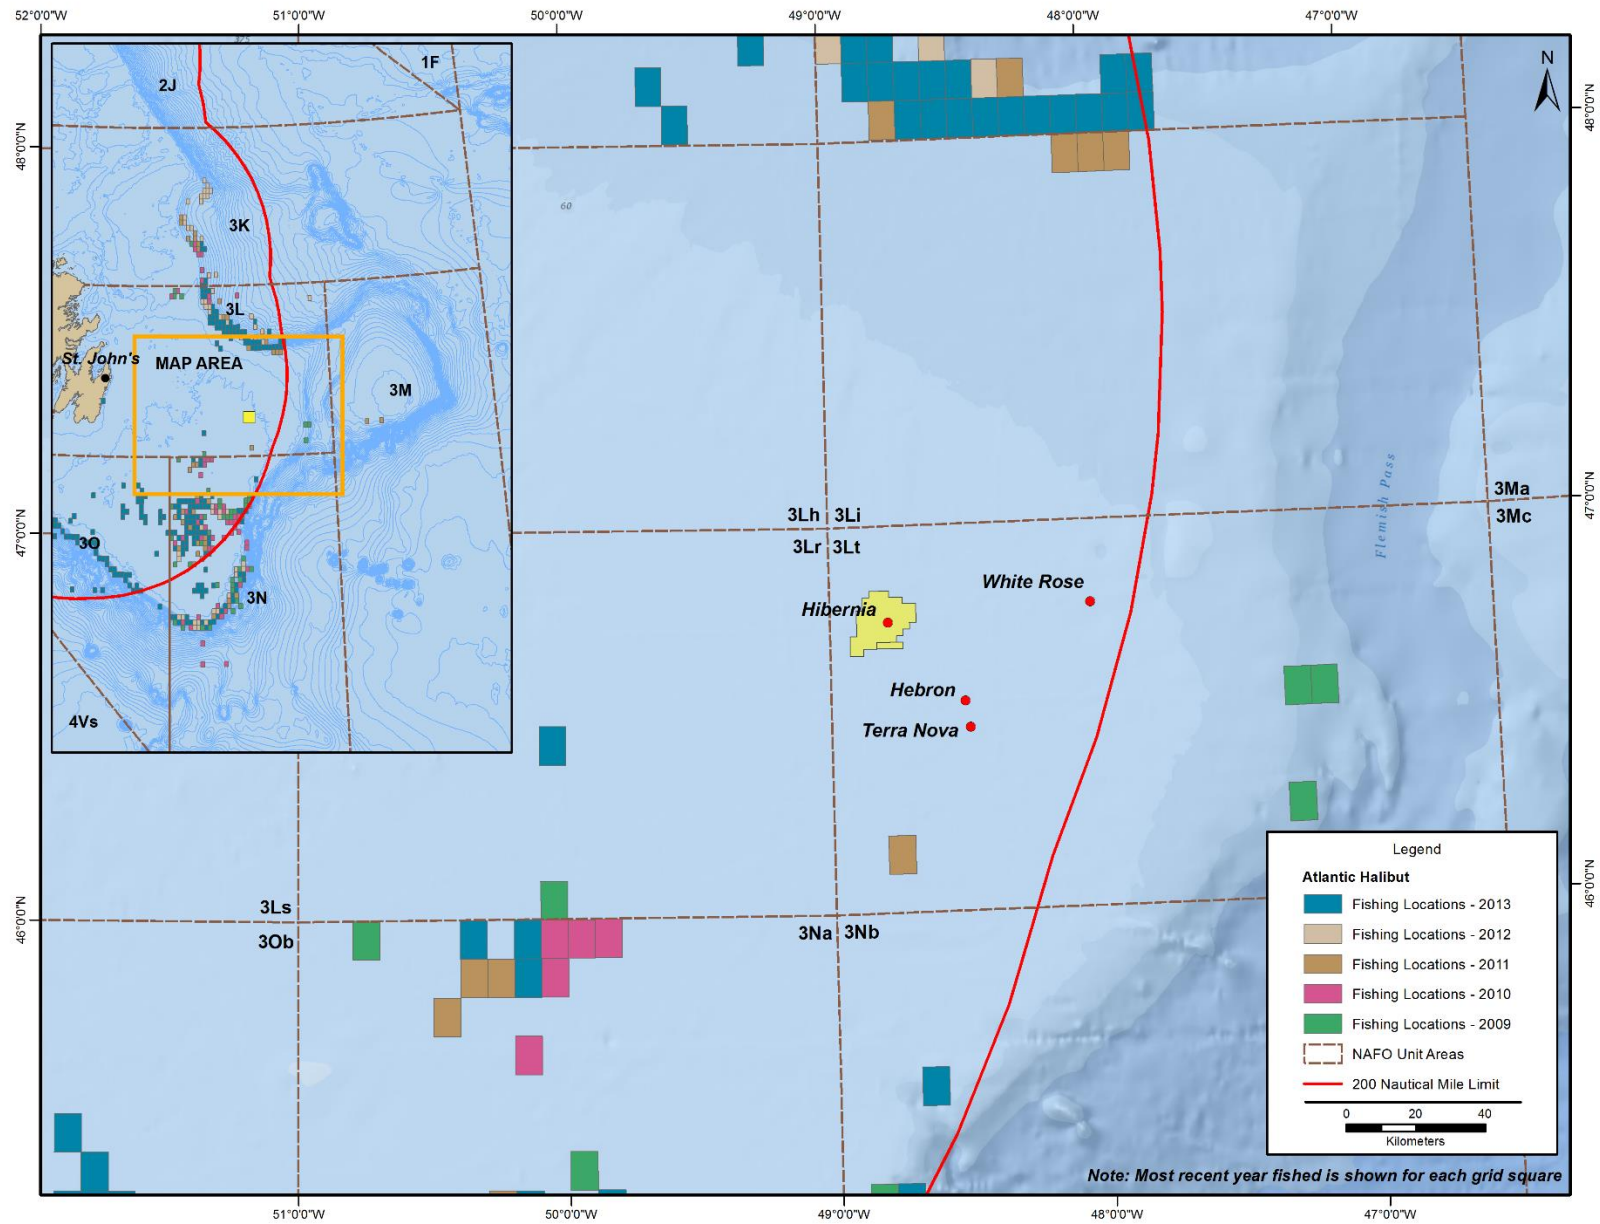 52°0'0"W 51°0'0"W 50°0'0"W 49°0'0"W 48°0'0"W 47°0'0"W
48°0'0"N
47°0'0"N
46°0'0"N
48°0'0"N
47°0'0"N
46°0'0"N
1F
2J
3K
3L
St. John's
MAP AREA
3M
3O
3N
4Vs
N
60
3Lh 3Li
3Lr 3Lt
3Ma
3Mc
Flemish Pass
White Rose
Hibernia
Hebron
Terra Nova
3Ls
3Ob
3Na 3Nb
Legend
Atlantic Halibut
Fishing Locations - 2013
Fishing Locations - 2012
Fishing Locations - 2011
Fishing Locations - 2010
Fishing Locations - 2009
NAFO Unit Areas
200 Nautical Mile Limit
0 20 40
Kilometers
Note: Most recent year fished is shown for each grid square
51°0'0"W 50°0'0"W 49°0'0"W 48°0'0"W 47°0'0"W